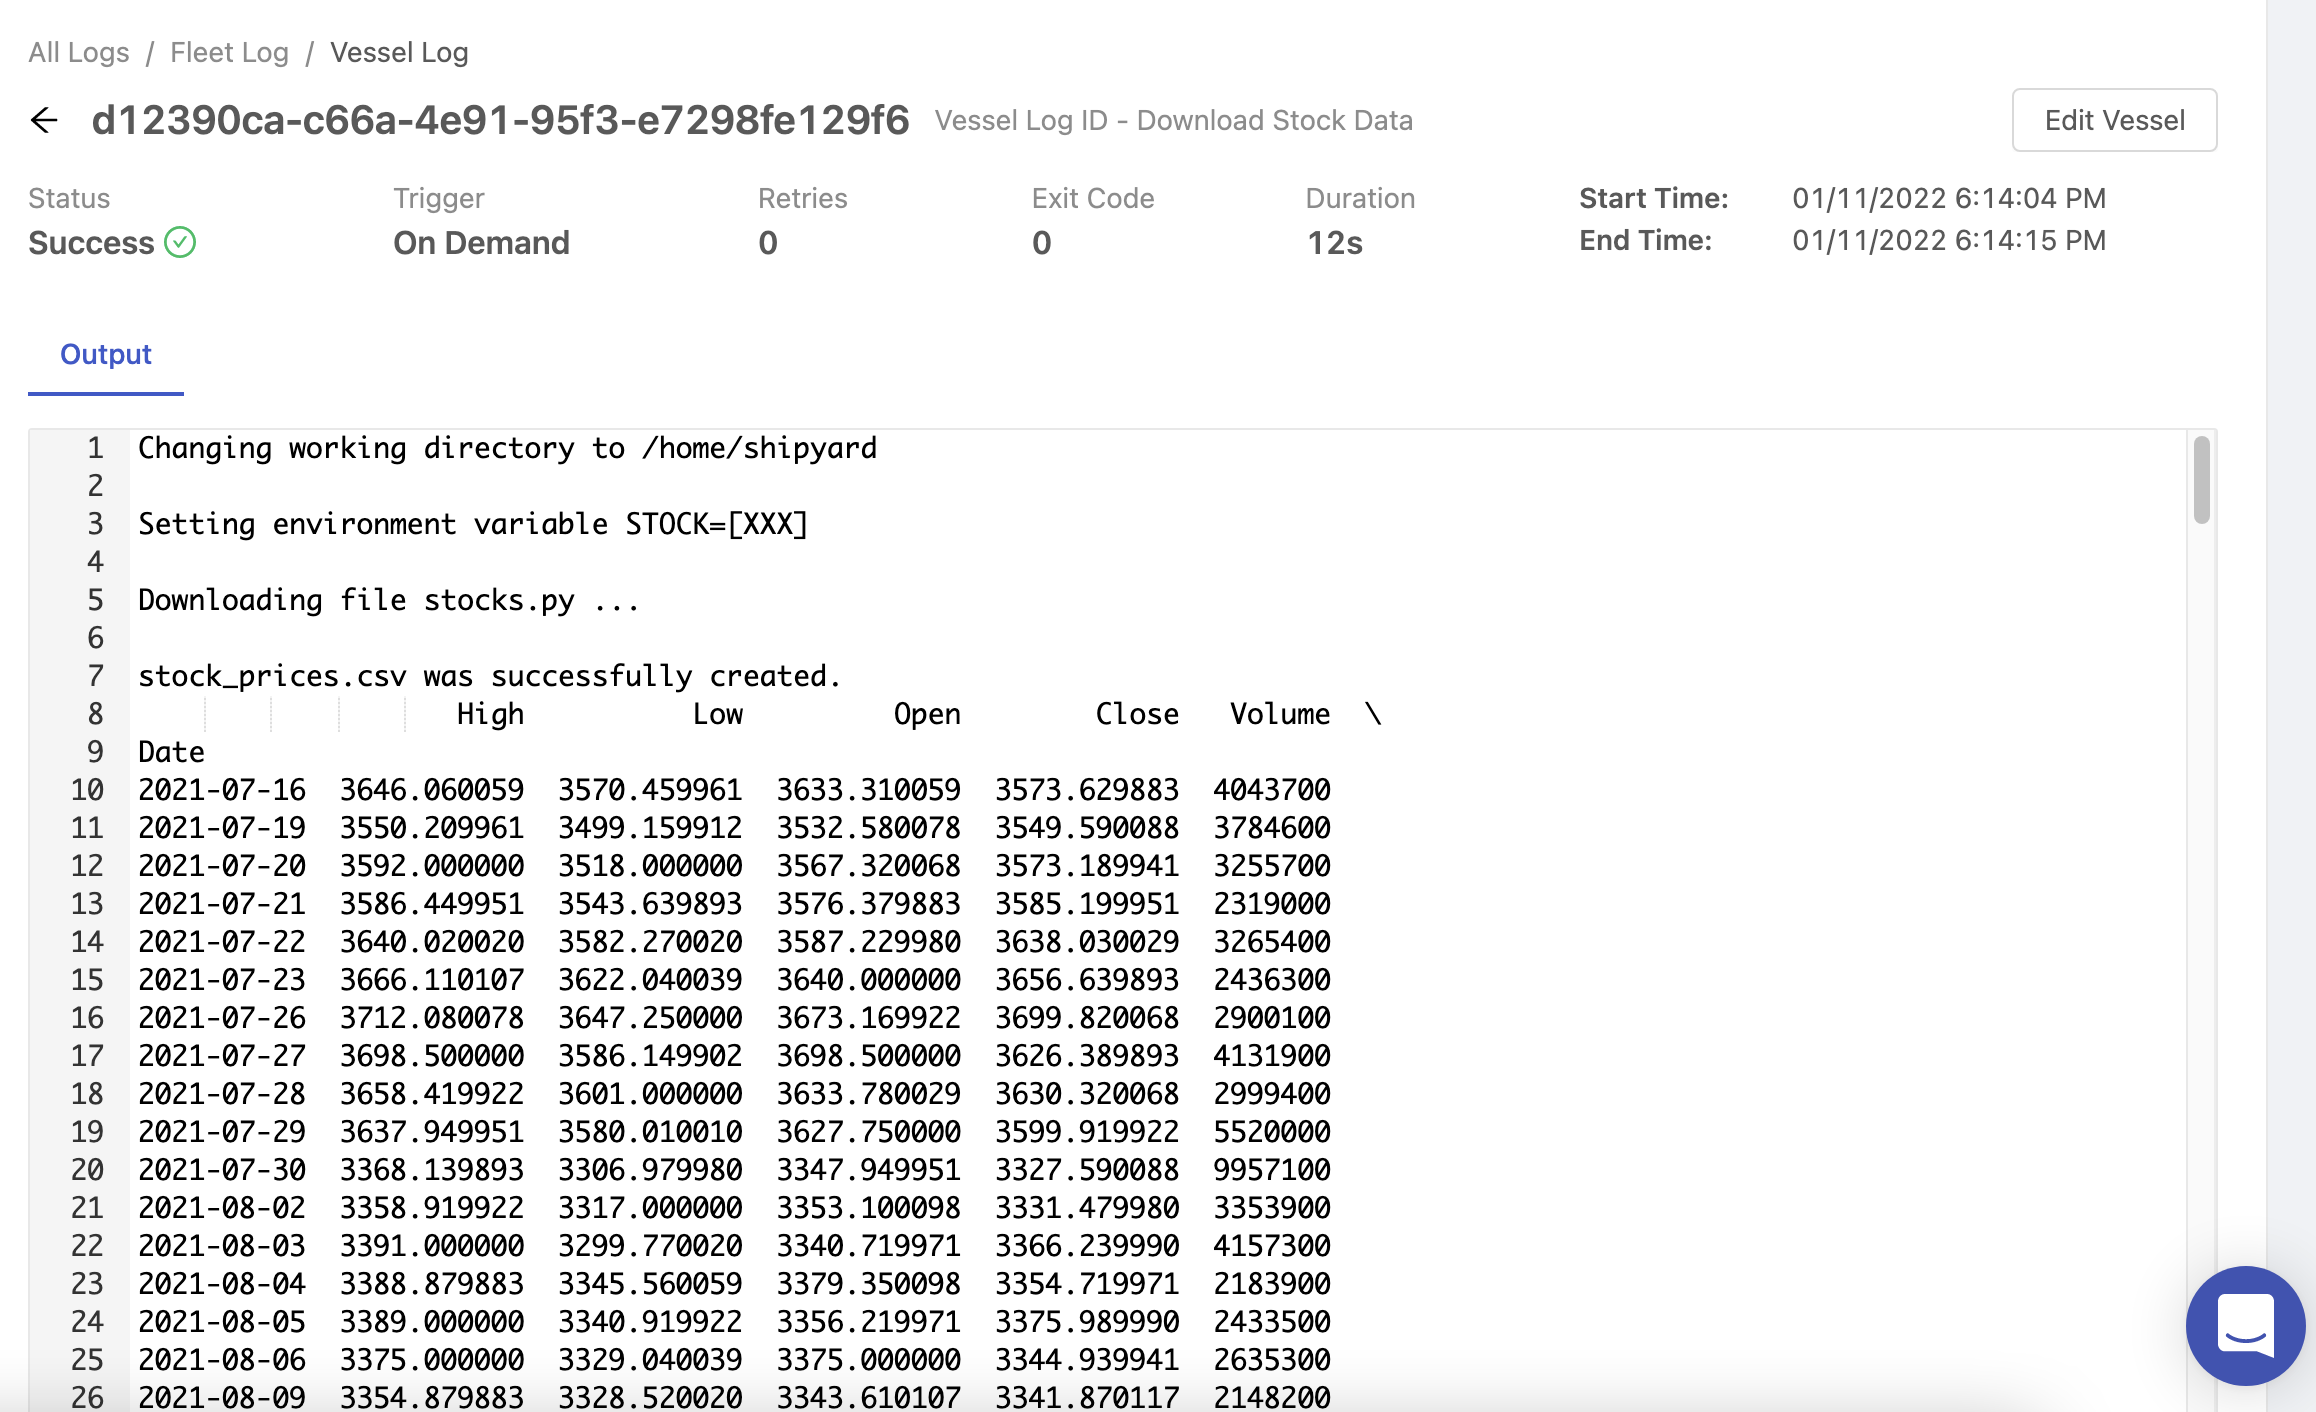 All Logs / Fleet Log / Vessel Log
d12390ca-c66a-4e91-95f3-e7298fe129f6 Vessel Log ID - Download Stock Data Edit Vessel
Status Trigger Retries Exit Code Duration Start Time: 01/11/2022 6:14:04 PM
Success On Demand 0 0 12s End Time: 01/11/2022 6:14:15 PM
Output
1 Changing working directory to /home/shipyard
2
3 Setting environment variable STOCK=[XXX]
4
5 Downloading file stocks.py ...
6
7 stock_prices.csv was successfully created.
8 High Low Open Close Volume \
9 Date
10 2021-07-16 3646.060059 3570.459961 3633.310059 3573.629883 4043700
11 2021-07-19 3550.209961 3499.159912 3532.580078 3549.590088 3784600
12 2021-07-20 3592.000000 3518.000000 3567.320068 3573.189941 3255700
13 2021-07-21 3586.449951 3543.639893 3576.379883 3585.199951 2319000
14 2021-07-22 3640.020020 3582.270020 3587.229980 3638.030029 3265400
15 2021-07-23 3666.110107 3622.040039 3640.000000 3656.639893 2436300
16 2021-07-26 3712.080078 3647.250000 3673.169922 3699.820068 2900100
17 2021-07-27 3698.500000 3586.149902 3698.500000 3626.389893 4131900
18 2021-07-28 3658.419922 3601.000000 3633.780029 3630.320068 2999400
19 2021-07-29 3637.949951 3580.010010 3627.750000 3599.919922 5520000
20 2021-07-30 3368.139893 3306.979980 3347.949951 3327.590088 9957100
21 2021-08-02 3358.919922 3317.000000 3353.100098 3331.479980 3353900
22 2021-08-03 3391.000000 3299.770020 3340.719971 3366.239990 4157300
23 2021-08-04 3388.879883 3345.560059 3379.350098 3354.719971 2183900
24 2021-08-05 3389.000000 3340.919922 3356.219971 3375.989990 2433500
25 2021-08-06 3375.000000 3329.040039 3375.000000 3344.939941 2635300
26 2021-08-09 3354.879883 3328.520020 3343.610107 3341.870117 2148200